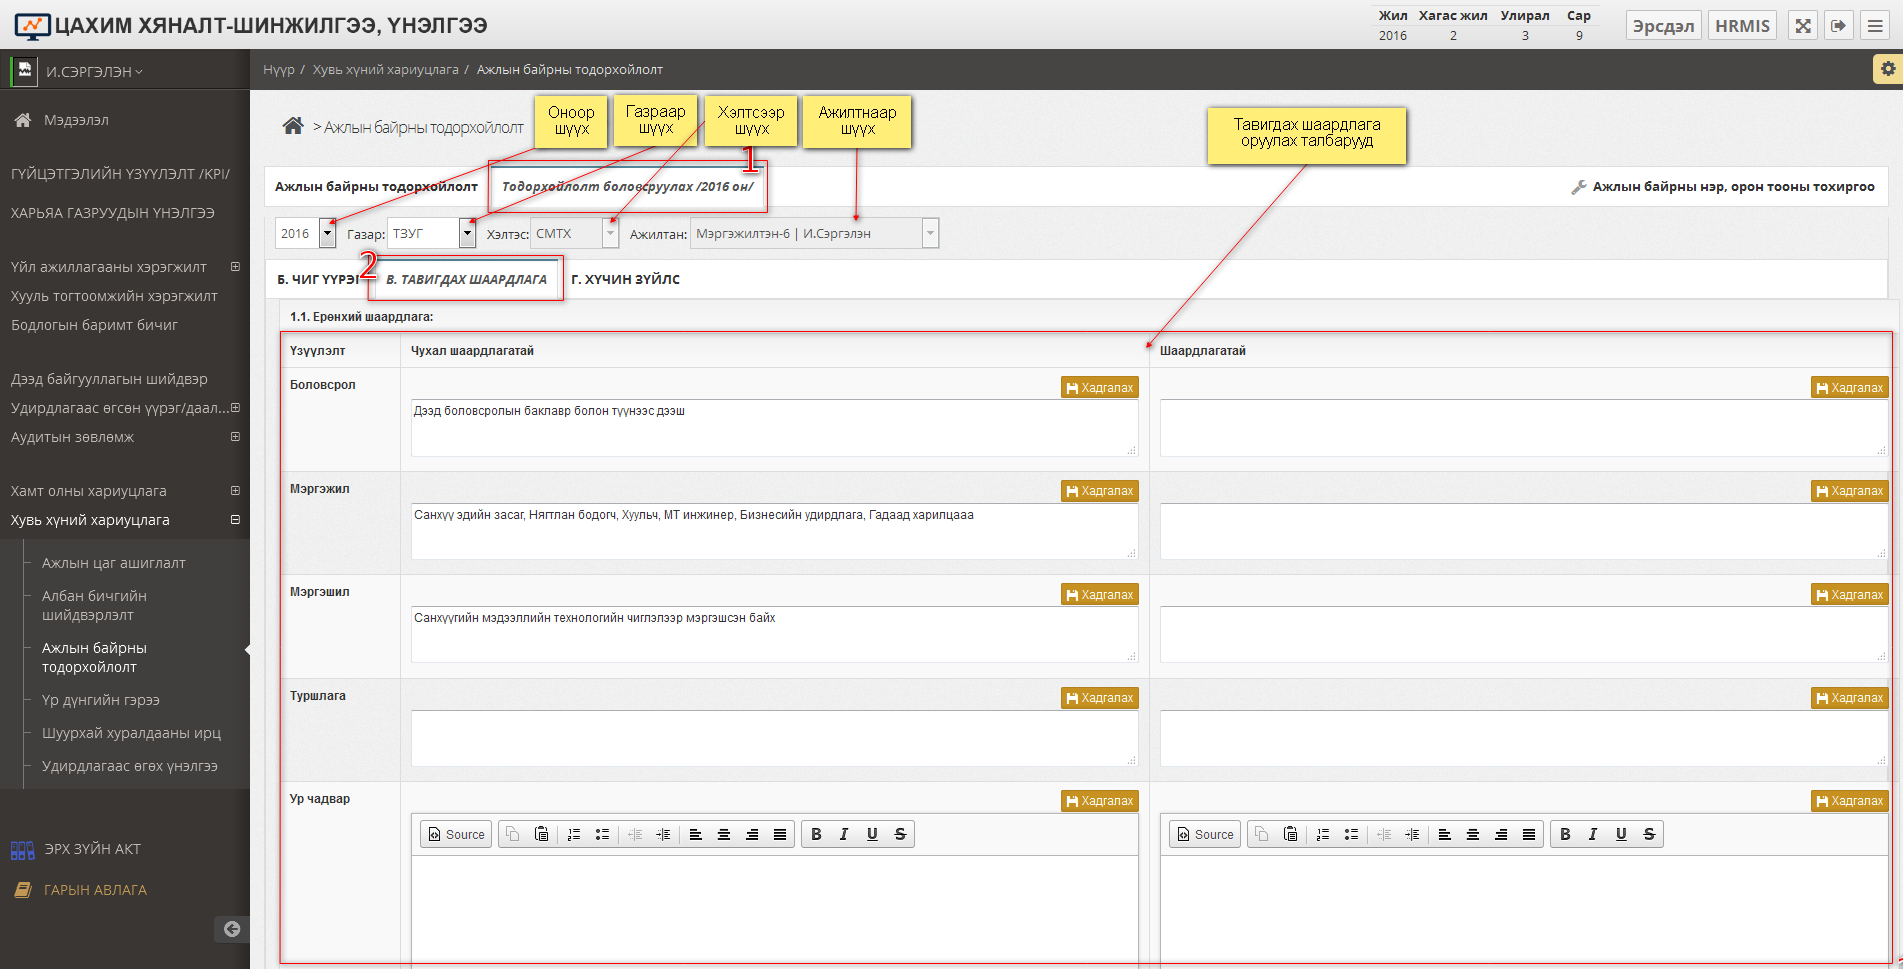 ЦАХИМ ХЯНАЛТ-ШИНЖИЛГЭЭ, ҮНЭЛГЭЭ
Жил Хагас жил Улирал Сар
2016 2 3 9
Эрсдэл HRMIS
И.СЭРГЭЛЭН
Нүүр / Хувь хүний хариуцлага / Ажлын байрны тодорхойлолт
Мэдээлэл
ГҮЙЦЭТГЭЛИЙН ҮЗҮҮЛЭЛТ /KPI/
ХАРЬЯА ГАЗРУУДЫН ҮНЭЛГЭЭ
Үйл ажиллагааны хэрэгжилт
Хууль тогтоомжийн хэрэгжилт
Бодлогын баримт бичиг
Дээд байгууллагын шийдвэр
Удирдлагаас өгсөн үүрэг/даал...
Аудитын зөвлөмж
Хамт олны хариуцлага
Хувь хүний хариуцлага
Ажлын цаг ашиглалт
Албан бичгийн
шийдвэрлэлт
Ажлын байрны
тодорхойлолт
Үр дүнгийн гэрээ
Шуурхай хуралдааны ирц
Удирдлагаас өгөх үнэлгээ
ЭРХ ЗҮЙН АКТ
ГАРЫН АВЛАГА
> Ажлын байрны тодорхойлолт
Оноор
шүүх
Газраар
шүүх
Хэлтсээр
шүүх
Ажилтнаар
шүүх
Тавигдах шаардлага
оруулах талбарууд
1
Ажлын байрны тодорхойлолт Тодорхойлолт боловсруулах /2016 он/
Ажлын байрны нэр, орон тооны тохиргоо
2016 Газар: ТЗУГ Хэлтэс: СМТХ Ажилтан: Мэргэжилтэн-6 | И.Сэргэлэн
2
Б. ЧИГ ҮҮРЭГ В. ТАВИГДАХ ШААРДЛАГА Г. ХҮЧИН ЗҮЙЛС
1.1. Ерөнхий шаардлага:
Үзүүлэлт Чухал шаардлагатай Шаардлагатай
Боловсрол Хадгалах Хадгалах
Дээд боловсролын баклавр болон түүнээс дээш
Мэргэжил Хадгалах Хадгалах
Санхүү эдийн засаг, Нягтлан бодогч, Хуульч, МТ инжинер, Бизнесийн удирдлага, Гадаад харилцааа
Мэргэшил Хадгалах Хадгалах
Санхүүгийн мэдээллийн технологийн чиглэлээр мэргэшсэн байх
Туршлага Хадгалах Хадгалах
Ур чадвар Хадгалах Хадгалах
Source B I U S Source B I U S